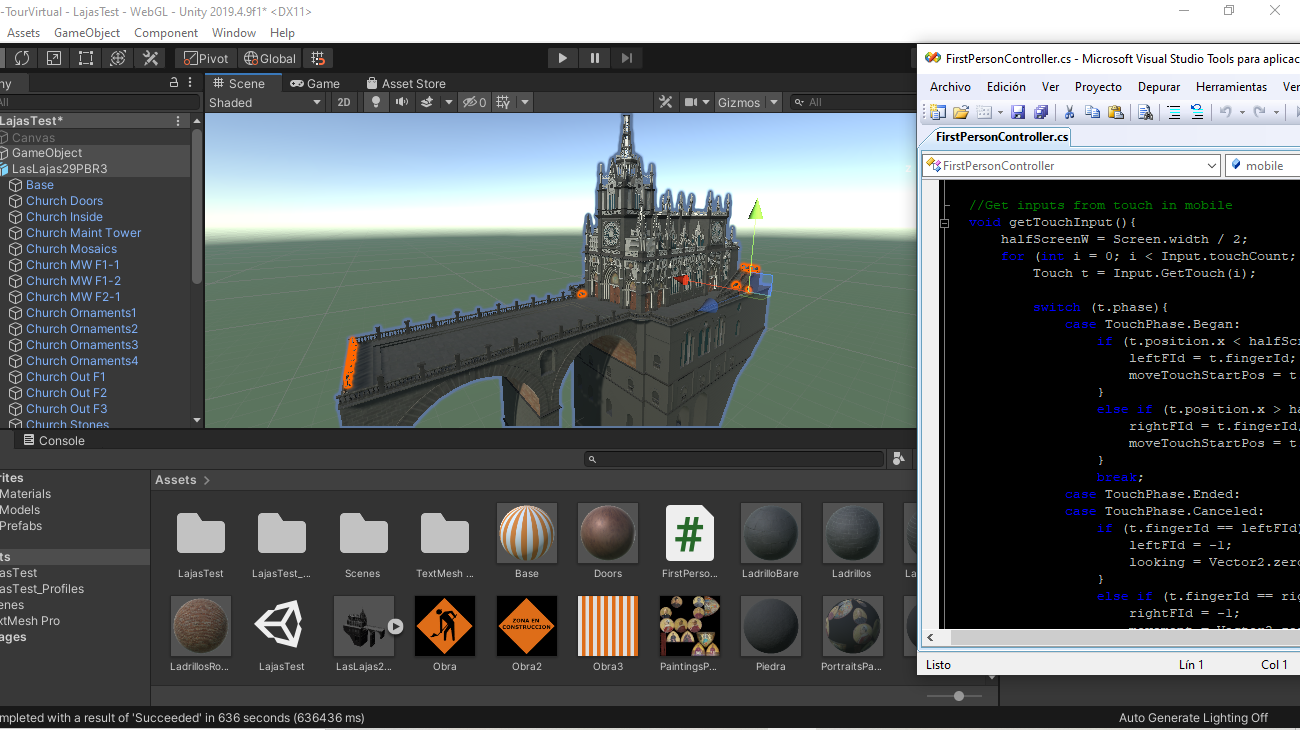 -TourVirtual - LajasTest - WebGL - Unity 2019.4.9f1* <DX11>
Assets GameObject Component Window Help
Pivot Global
ny
Scene Game Asset Store
All
Shaded 2D 0 Gizmos All
LajasTest*
Canvas
GameObject
LasLajas29PBR3
Base
Church Doors
Church Inside
Church Maint Tower
Church Mosaics
Church MW F1-1
Church MW F1-2
Church MW F2-1
Church Ornaments1
Church Ornaments2
Church Ornaments3
Church Ornaments4
Church Out F1
Church Out F2
Church Out F3
Church Stones
Console
rites
Materials
Models
Prefabs
ts
jasTest
jasTest_Profiles
enes
xtMesh Pro
ages
Assets >
LajasTest LajasTest_... Scenes TextMesh ... Base Doors FirstPerso... LadrilloBare Ladrillos La
LadrillosRo... LajasTest LasLajas2... Obra Obra2 Obra3 PaintingsP... Piedra PortraitsPa...
ZONA EN
CONSTRUCCION
mpleted with a result of 'Succeeded' in 636 seconds (636436 ms)
Auto Generate Lighting Off
FirstPersonController.cs - Microsoft Visual Studio Tools para aplicac
Archivo Edición Ver Proyecto Depurar Herramientas Ver
FirstPersonController.cs
FirstPersonController mobile
//Get inputs from touch in mobile
void getTouchInput(){
halfScreenW = Screen.width / 2;
for (int i = 0; i < Input.touchCount;
Touch t = Input.GetTouch(i);
switch (t.phase){
case TouchPhase.Began:
if (t.position.x < halfScr
leftFId = t.fingerId;
moveTouchStartPos = t
}
else if (t.position.x > ha
rightFId = t.fingerId;
moveTouchStartPos = t
}
break;
case TouchPhase.Ended:
case TouchPhase.Canceled:
if (t.fingerId == leftFId)
leftFId = -1;
looking = Vector2.zero
}
else if (t.fingerId == rig
rightFId = -1;
movement = Vector2.zero
Listo Lín 1 Col 1